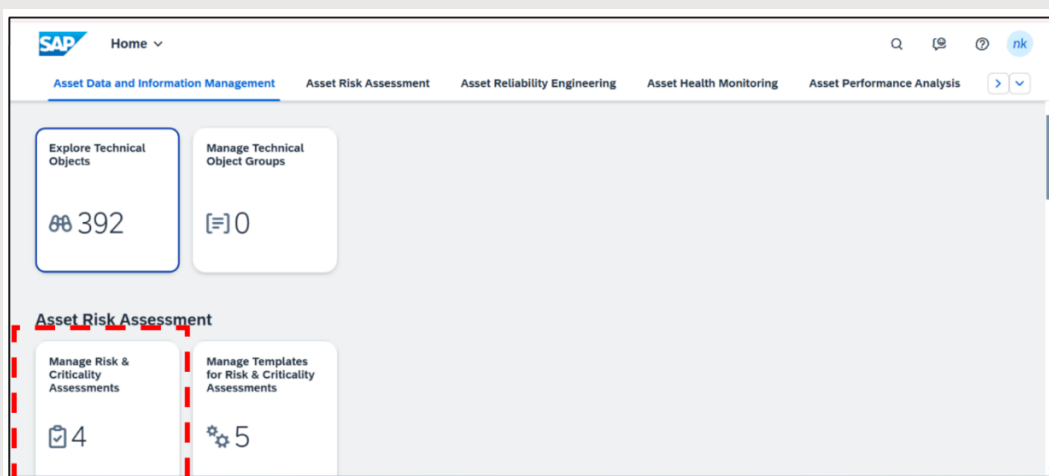 SAP Home
nk
Asset Data and Information Management Asset Risk Assessment Asset Reliability Engineering Asset Health Monitoring Asset Performance Analysis
Explore Technical
Objects
392
Manage Technical
Object Groups
0
Asset Risk Assessment
Manage Risk &
Criticality
Assessments
4
Manage Templates
for Risk & Criticality
Assessments
5